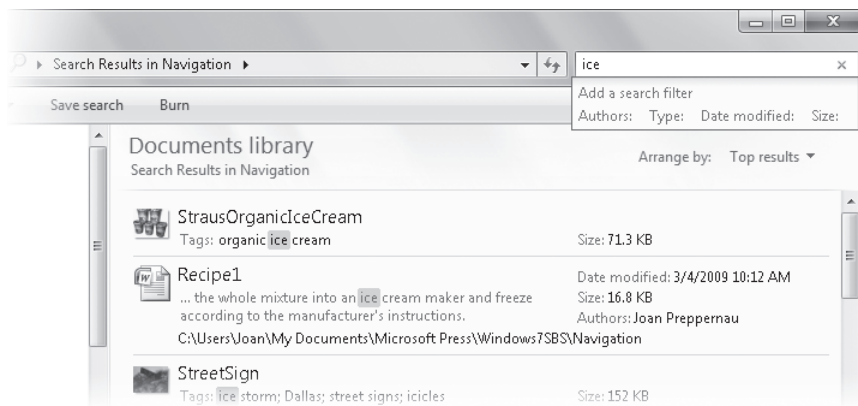 Search Results in Navigation
ice
Add a search filter
Authors: Type: Date modified: Size:
Save search Burn
Documents library
Search Results in Navigation
Arrange by: Top results
StrausOrganicIceCream
Tags: organic ice cream
Size: 71.3 KB
Recipe1
Date modified: 3/4/2009 10:12 AM
... the whole mixture into an ice cream maker and freeze
Size: 16.8 KB
according to the manufacturer's instructions.
Authors: Joan Preppernau
C:\Users\Joan\My Documents\Microsoft Press\Windows7SBS\Navigation
StreetSign
Tags: ice storm; Dallas; street signs; icicles
Size: 152 KB